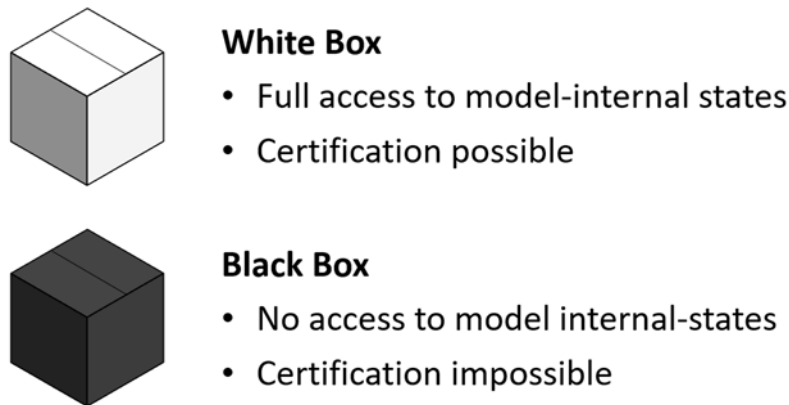 White Box
• Full access to model-internal states
• Certification possible
Black Box
• No access to model internal-states
• Certification impossible